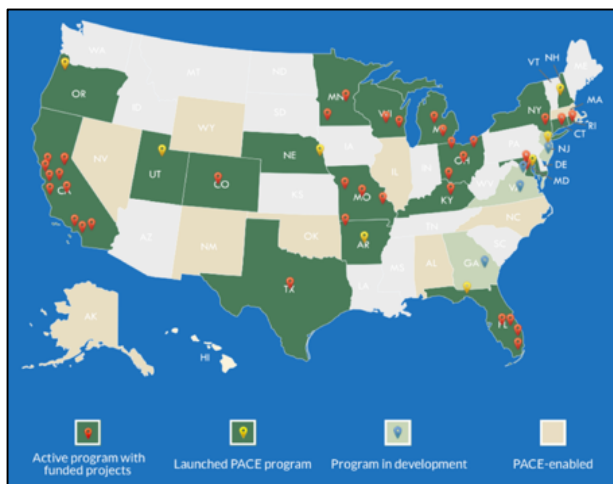 WA
MT
ND
VT
NH
ME
OR
ID
SD
MN
WI
MI
NY
MA
RI
CT
WY
IA
PA
NJ
NV
UT
NE
IL
IN
OH
DE
MD
CA
CO
KS
MO
KY
WV
VA
AZ
NM
OK
AR
TN
NC
SC
TX
LA
MS
AL
GA
FL
AK
HI
Active program with
funded projects
Launched PACE program
Program in development
PACE-enabled